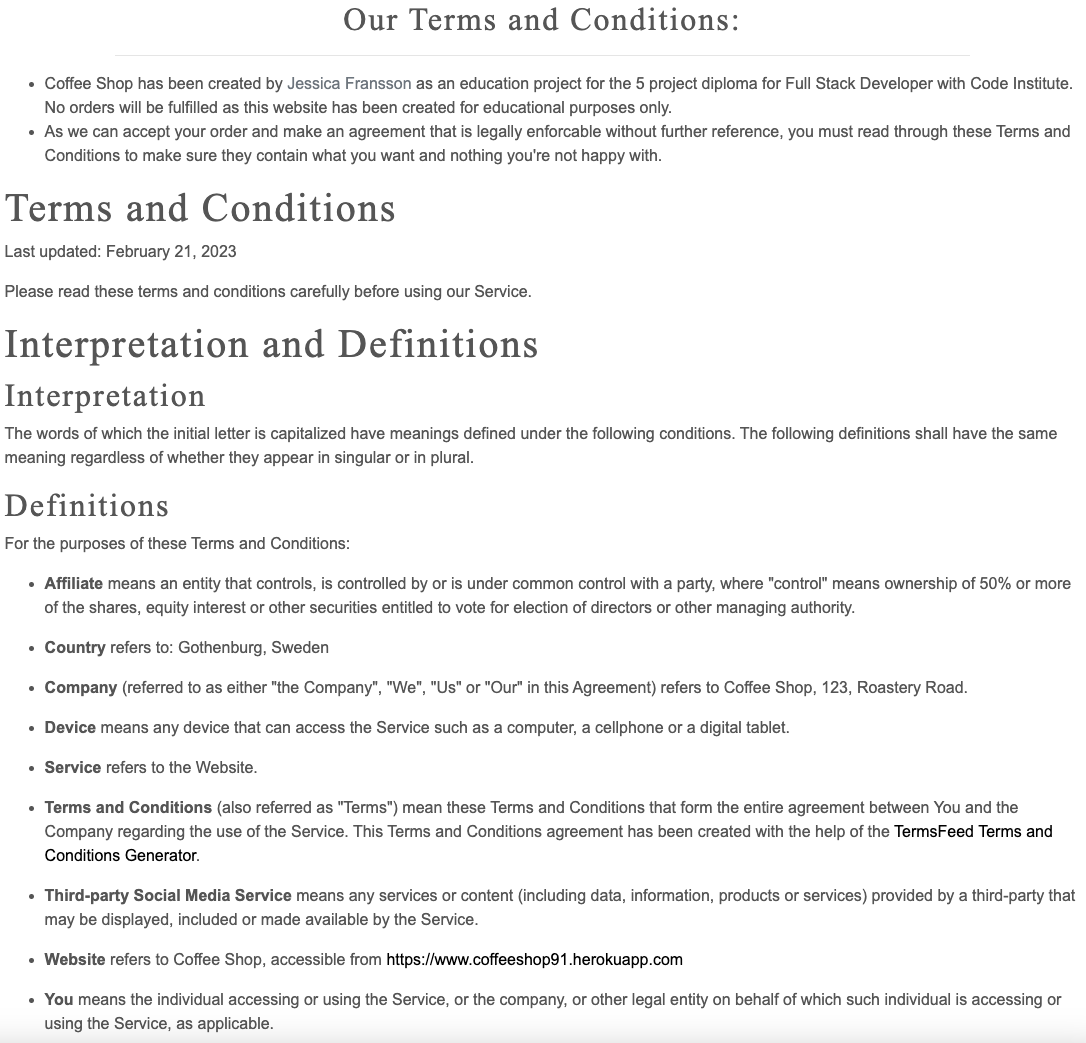 Our Terms and Conditions:
Coffee Shop has been created by Jessica Fransson as an education project for the 5 project diploma for Full Stack Developer with Code Institute.
No orders will be fulfilled as this website has been created for educational purposes only.
As we can accept your order and make an agreement that is legally enforcable without further reference, you must read through these Terms and
Conditions to make sure they contain what you want and nothing you're not happy with.
Terms and Conditions
Last updated: February 21, 2023
Please read these terms and conditions carefully before using our Service.
Interpretation and Definitions
Interpretation
The words of which the initial letter is capitalized have meanings defined under the following conditions. The following definitions shall have the same
meaning regardless of whether they appear in singular or in plural.
Definitions
For the purposes of these Terms and Conditions:
Affiliate means an entity that controls, is controlled by or is under common control with a party, where "control" means ownership of 50% or more
of the shares, equity interest or other securities entitled to vote for election of directors or other managing authority.
Country refers to: Gothenburg, Sweden
Company (referred to as either "the Company", "We", "Us" or "Our" in this Agreement) refers to Coffee Shop, 123, Roastery Road.
Device means any device that can access the Service such as a computer, a cellphone or a digital tablet.
Service refers to the Website.
Terms and Conditions (also referred as "Terms") mean these Terms and Conditions that form the entire agreement between You and the
Company regarding the use of the Service. This Terms and Conditions agreement has been created with the help of the TermsFeed Terms and
Conditions Generator.
Third-party Social Media Service means any services or content (including data, information, products or services) provided by a third-party that
may be displayed, included or made available by the Service.
Website refers to Coffee Shop, accessible from https://www.coffeeshop91.herokuapp.com
You means the individual accessing or using the Service, or the company, or other legal entity on behalf of which such individual is accessing or
using the Service, as applicable.